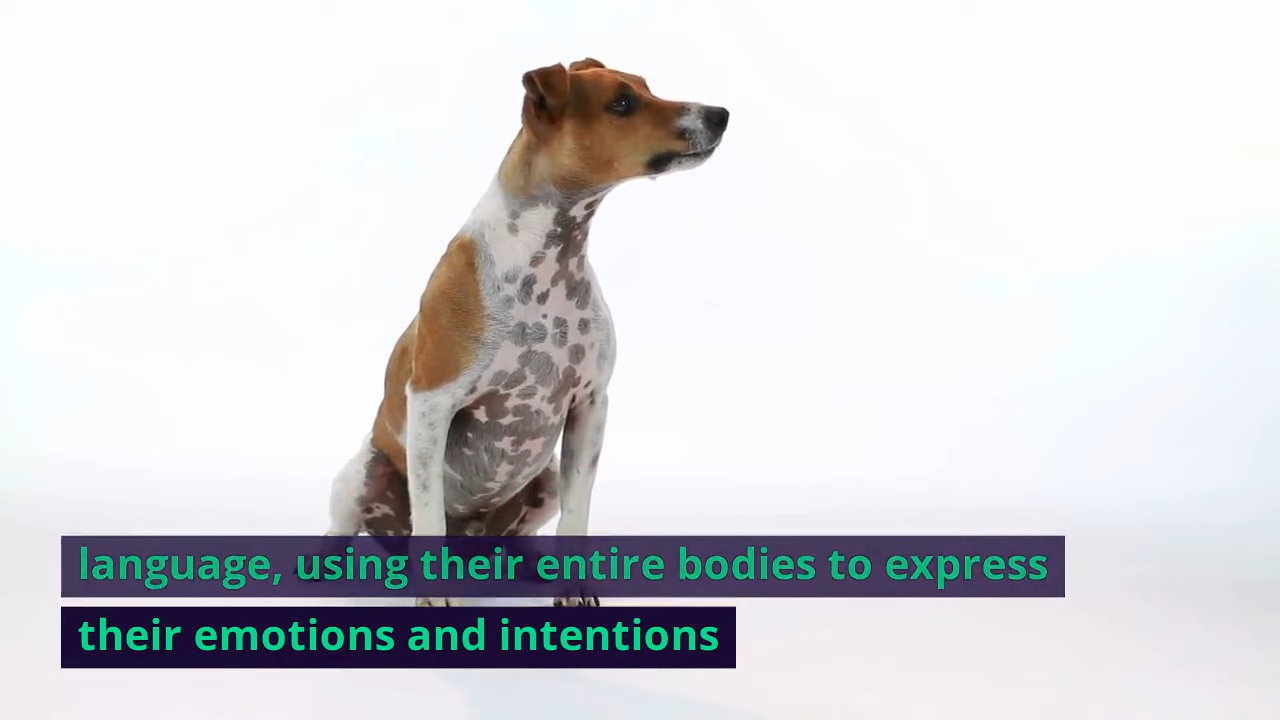 language, using their entire bodies to express
their emotions and intentions